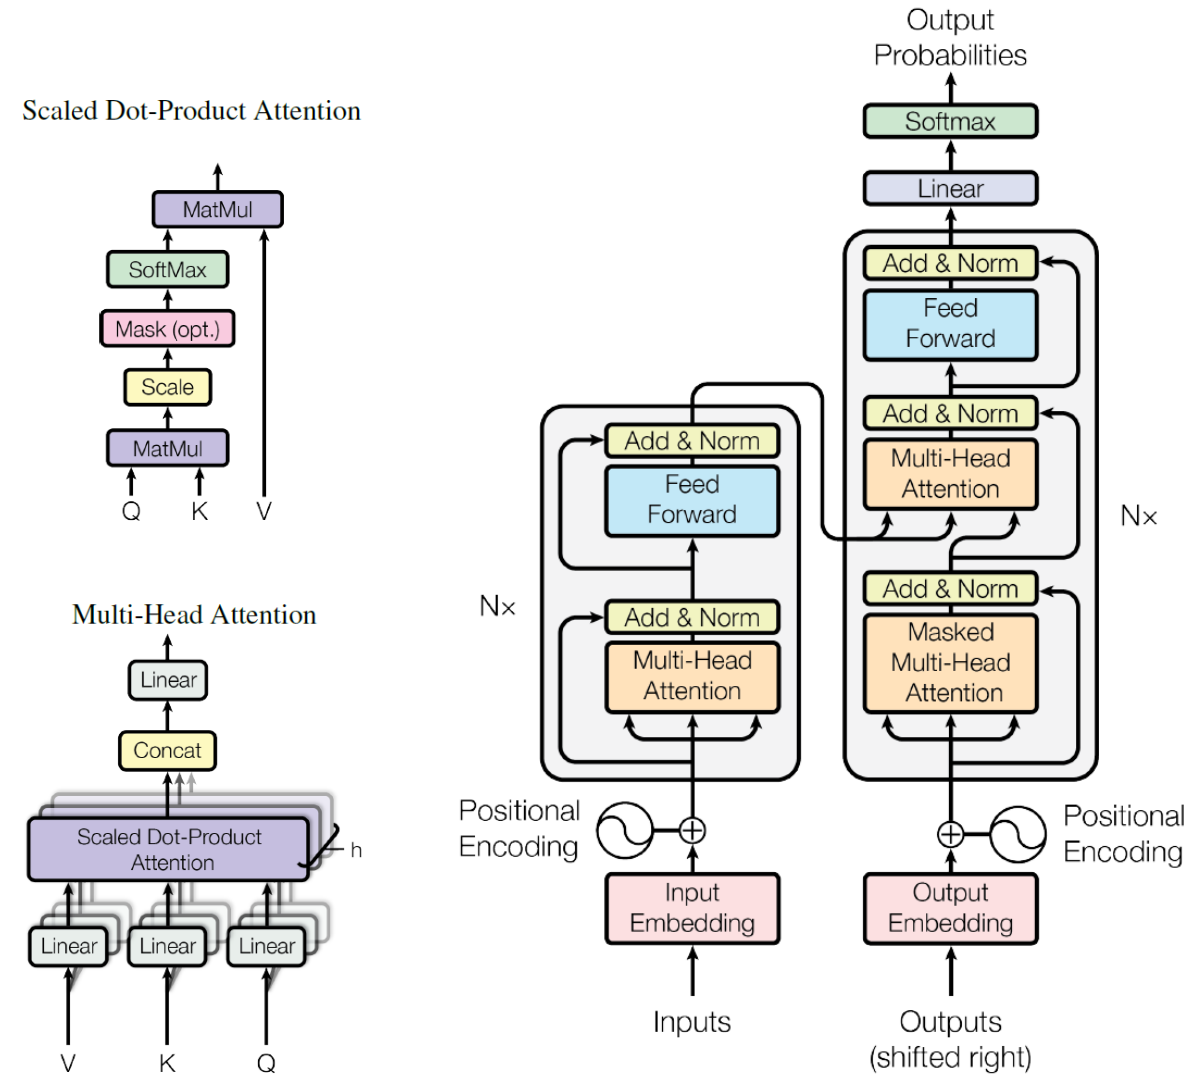 Scaled Dot-Product Attention
MatMul
SoftMax
Mask (opt.)
Scale
MatMul
Q
K
V
Multi-Head Attention
Linear
Concat
Scaled Dot-Product
Attention
h
Linear
Linear
Linear
V
K
Q
Output
Probabilities
Softmax
Linear
Add & Norm
Feed
Forward
Add & Norm
Multi-Head
Attention
Nx
Add & Norm
Masked
Multi-Head
Attention
Add & Norm
Feed
Forward
Nx
Add & Norm
Multi-Head
Attention
Positional
Encoding
Positional
Encoding
Input
Embedding
Output
Embedding
Inputs
Outputs
(shifted right)